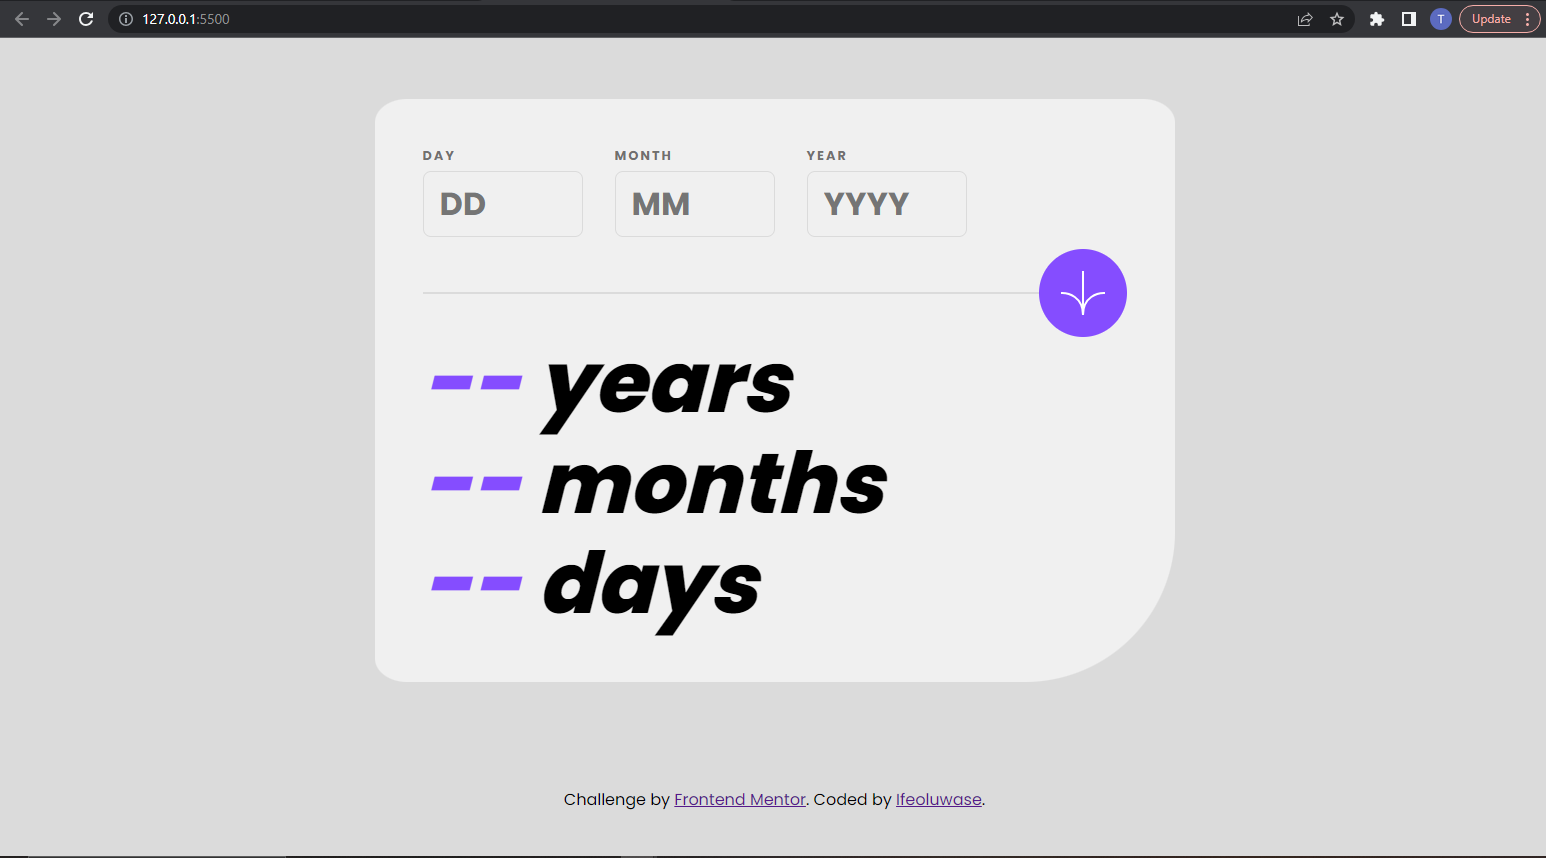 127.0.0.1:5500
T
Update
DAY MONTH YEAR
DD MM YYYY
-- years
-- months
-- days
Challenge by Frontend Mentor. Coded by Ifeoluwase.